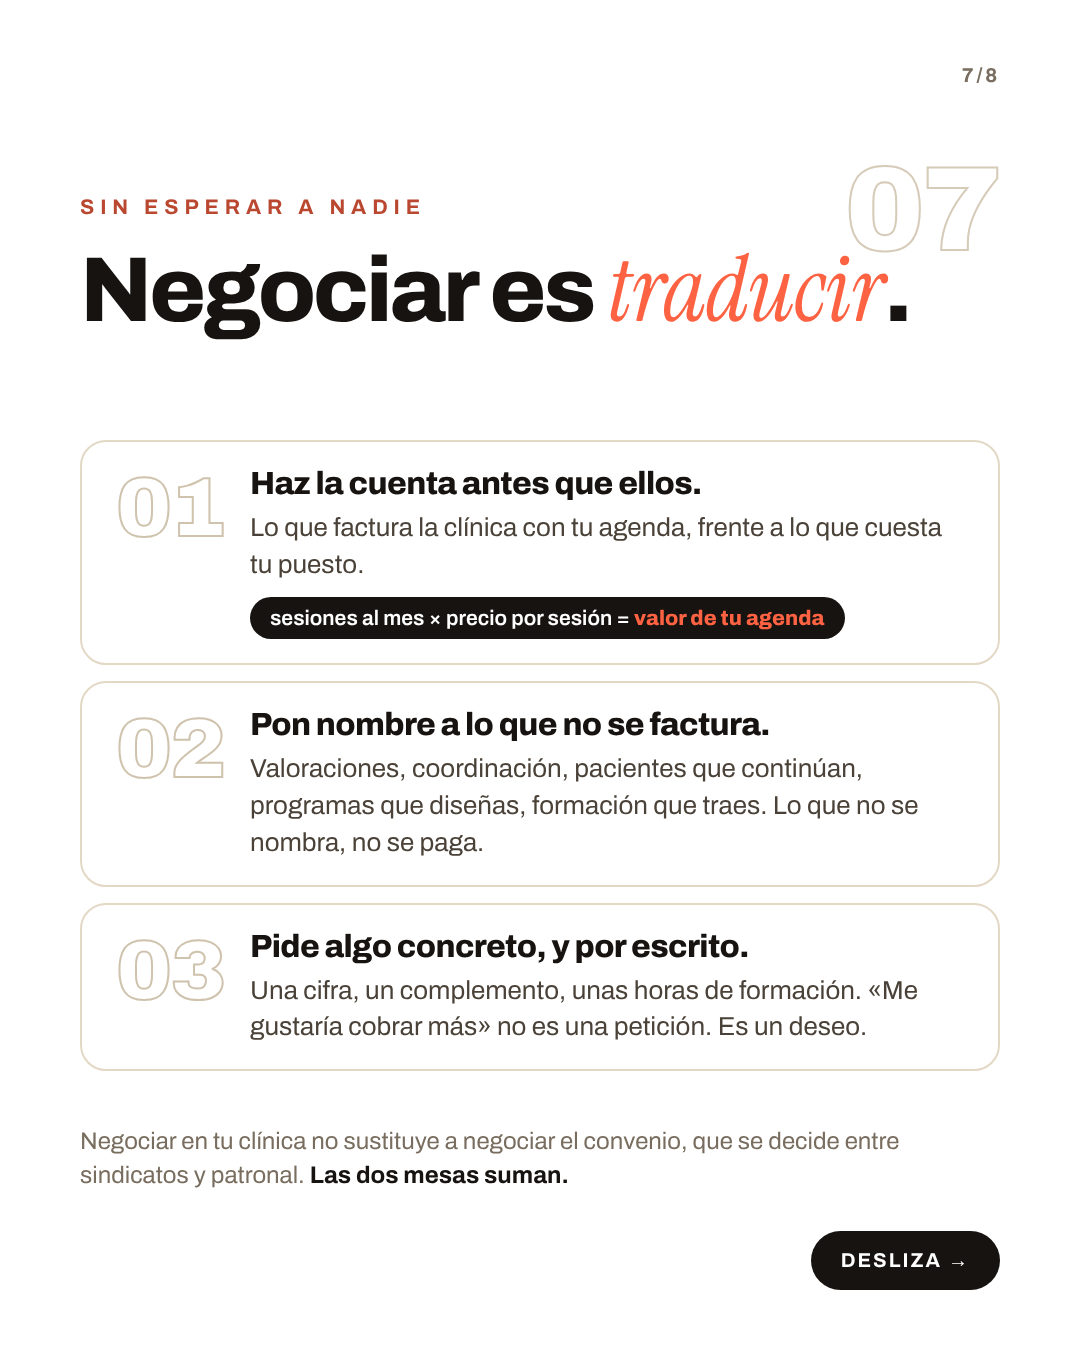 7/8
07
SIN ESPERAR A NADIE
Negociar es traducir.
01
Haz la cuenta antes que ellos.
Lo que factura la clínica con tu agenda, frente a lo que cuesta
tu puesto.
sesiones al mes × precio por sesión = valor de tu agenda
02
Pon nombre a lo que no se factura.
Valoraciones, coordinación, pacientes que continúan,
programas que diseñas, formación que traes. Lo que no se
nombra, no se paga.
03
Pide algo concreto, y por escrito.
Una cifra, un complemento, unas horas de formación. «Me
gustaría cobrar más» no es una petición. Es un deseo.
Negociar en tu clínica no sustituye a negociar el convenio, que se decide entre
sindicatos y patronal. Las dos mesas suman.
DESLIZA →